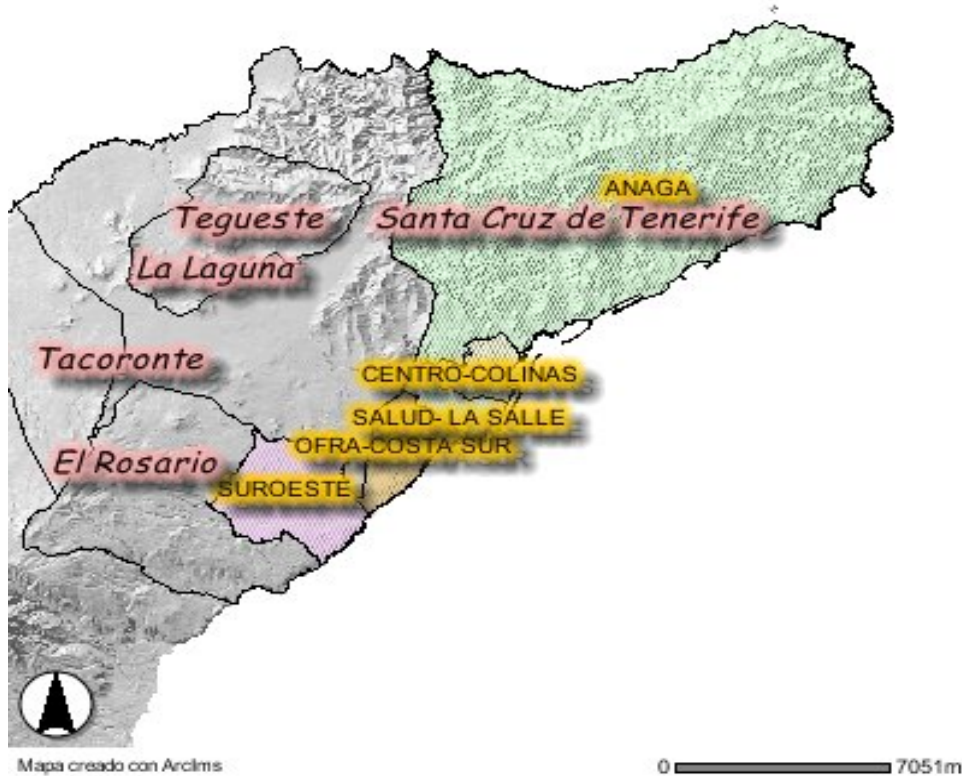 ANAGA
Tegueste
Santa Cruz de Tenerife
La Laguna
Tacoronte
CENTRO-COLINAS
SALUD- LA SALLE
OFRA-COSTA SUR
El Rosario
SUROESTE
Mapa creado con ArcIms
0 7051m